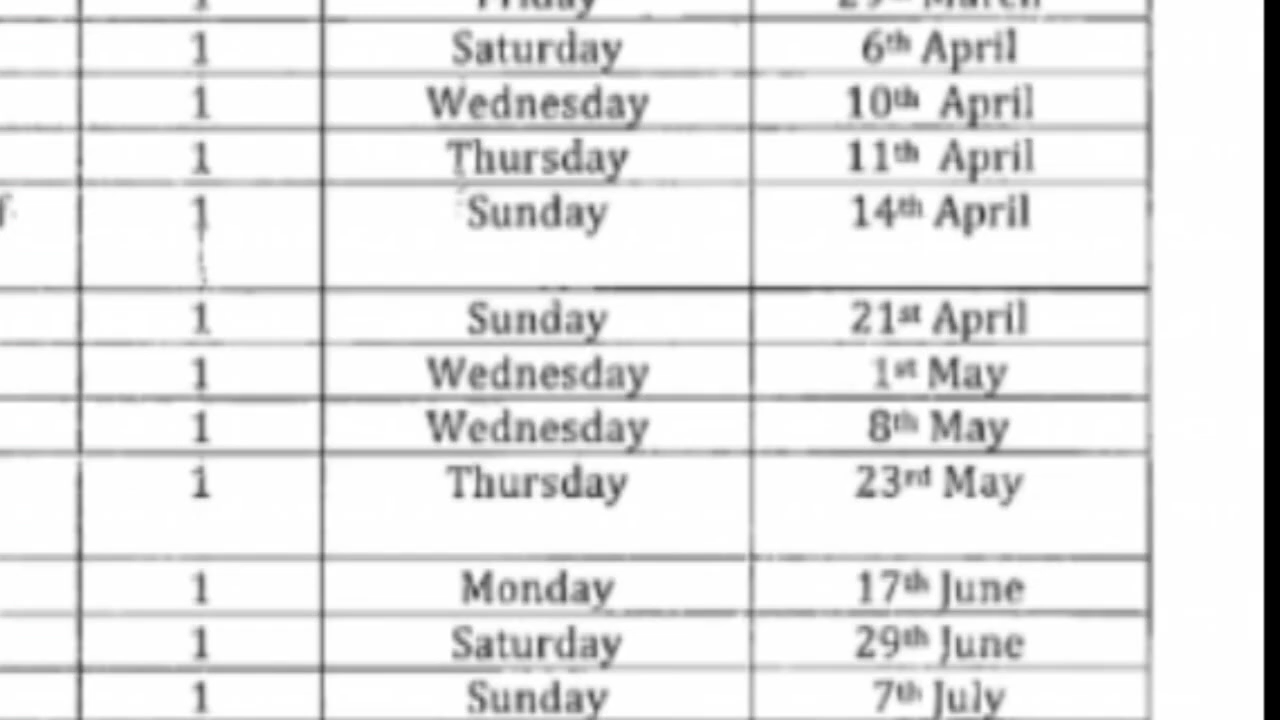 1 Friday 29th March
1 Saturday 6th April
1 Wednesday 10th April
1 Thursday 11th April
1 Sunday 14th April
1 Sunday 21st April
1 Wednesday 1st May
1 Wednesday 8th May
1 Thursday 23rd May
1 Monday 17th June
1 Saturday 29th June
1 Sunday 7th July